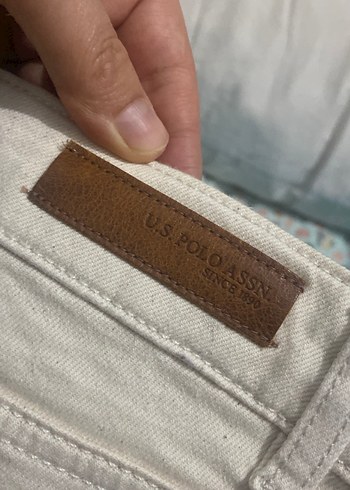 U.S. POLO ASSN.
SINCE 1890